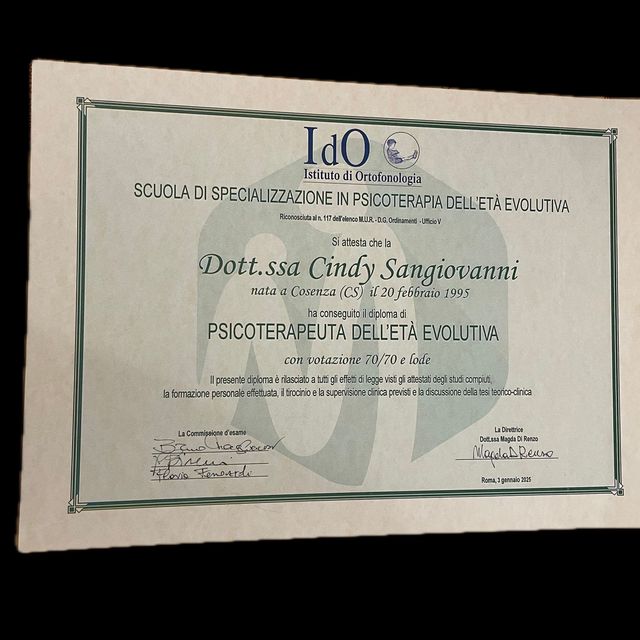 IdO
Istituto di Ortofonologia
SCUOLA DI SPECIALIZZAZIONE IN PSICOTERAPIA DELL'ETÀ EVOLUTIVA
Riconosciuta al n. 117 dell'elenco M.U.R. - D.G. Ordinamenti - Ufficio V
Si attesta che la
Dott.ssa Cindy Sangiovanni
nata a Cosenza (CS) il 20 febbraio 1995
ha conseguito il diploma di
PSICOTERAPEUTA DELL'ETÀ EVOLUTIVA
con votazione 70/70 e lode
Il presente diploma è rilasciato a tutti gli effetti di legge visti gli attestati degli studi compiuti,
la formazione personale effettuata, il tirocinio e la supervisione clinica previsti e la discussione della tesi teorico-clinica
La Commissione d'esame
Flavia Ferrardi
La Direttrice
Dott.ssa Magda Di Renzo
Magda D Renzo
Roma, 3 gennaio 2025